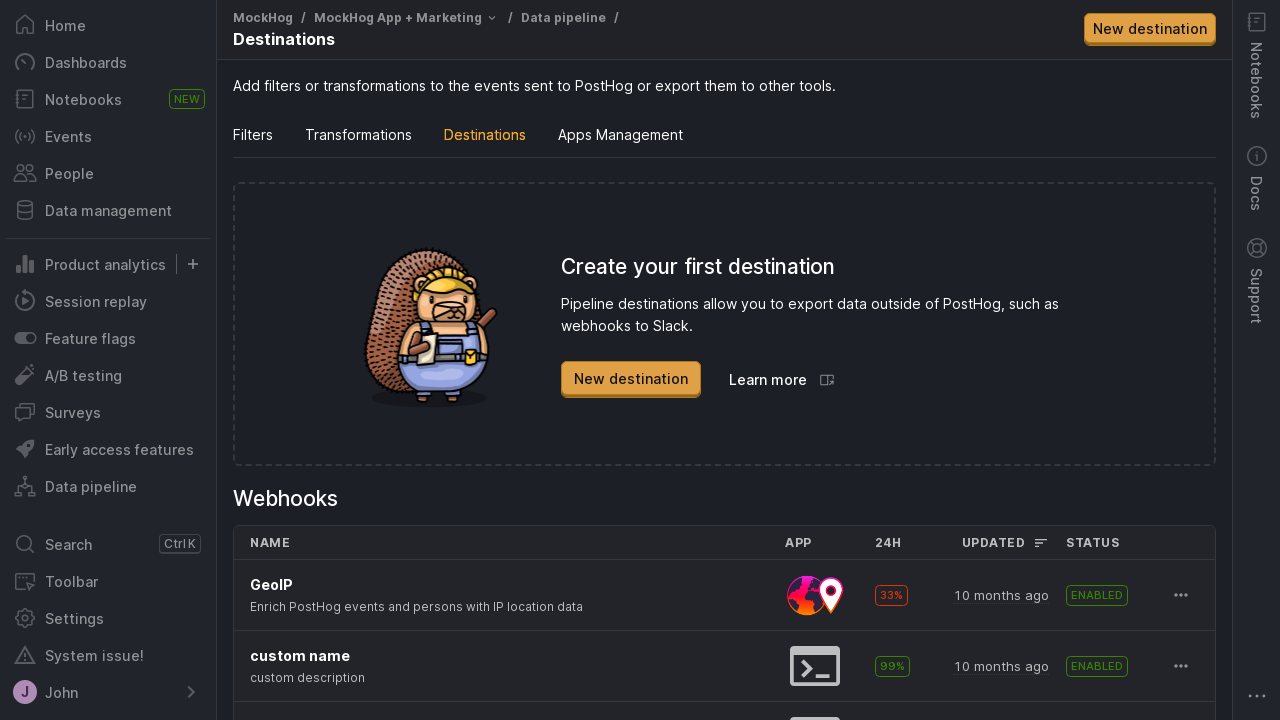 Home
Dashboards
Notebooks
NEW
Events
People
Data management
Product analytics
Session replay
Feature flags
A/B testing
Surveys
Early access features
Data pipeline
Search
Ctrl K
Toolbar
Settings
System issue!
J
John
MockHog / MockHog App + Marketing / Data pipeline /
Destinations
New destination
Add filters or transformations to the events sent to PostHog or export them to other tools.
Filters
Transformations
Destinations
Apps Management
Create your first destination
Pipeline destinations allow you to export data outside of PostHog, such as
webhooks to Slack.
New destination
Learn more
Webhooks
NAME APP 24H UPDATED STATUS
GeoIP
Enrich PostHog events and persons with IP location data
33%
10 months ago
ENABLED
custom name
custom description
99%
10 months ago
ENABLED
Notebooks
Docs
Support